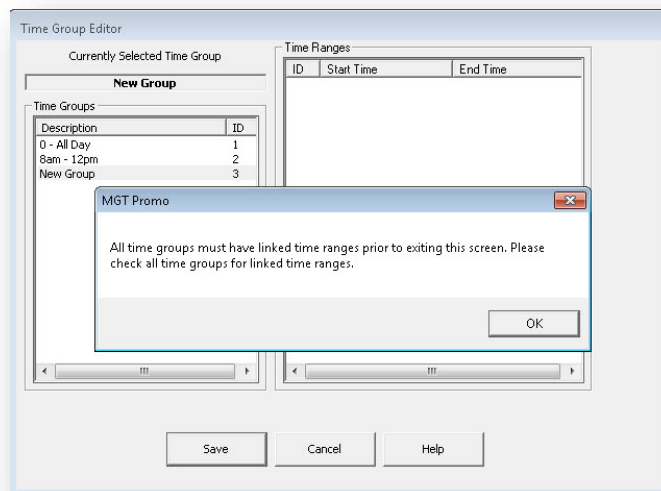 Time Group Editor
Currently Selected Time Group
New Group
Time Groups
Description ID
0 - All Day 1
8am - 12pm 2
New Group 3
Time Ranges
ID Start Time End Time
MGT Promo
All time groups must have linked time ranges prior to exiting this screen. Please
check all time groups for linked time ranges.
OK
Save Cancel Help